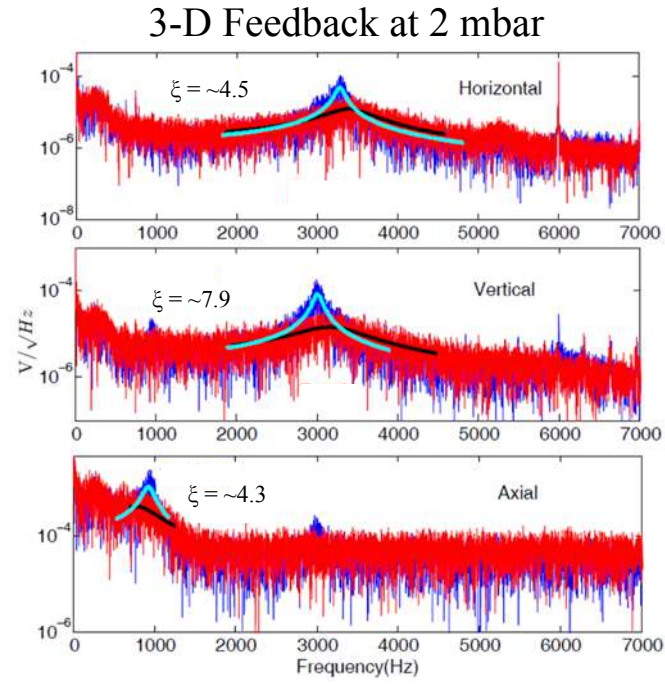 3-D Feedback at 2 mbar
10⁻⁴
ξ = ~4.5
Horizontal
10⁻⁶
10⁻⁸
0 1000 2000 3000 4000 5000 6000 7000
10⁻⁴
ξ = ~7.9
Vertical
V/√Hz
10⁻⁶
0 1000 2000 3000 4000 5000 6000 7000
ξ = ~4.3
Axial
10⁻⁴
10⁻⁶
0 1000 2000 3000 4000 5000 6000 7000
Frequency(Hz)